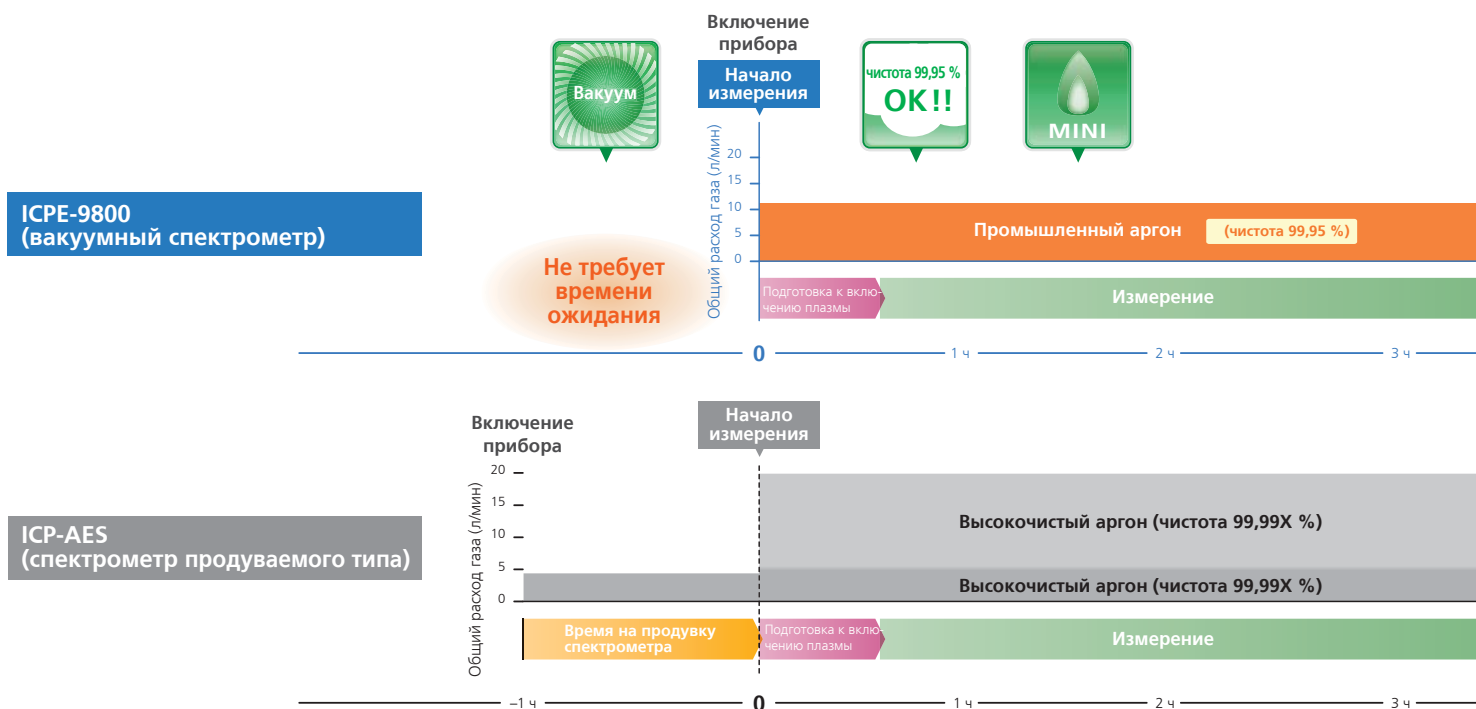 Включение
прибора
Начало
измерения
Вакуум
чистота 99,95 %
OK!!
MINI
ICPE-9800
(вакуумный спектрометр)
Не требует
времени
ожидания
Общий расход газа (л/мин)
20
15
10
5
0
Промышленный аргон (чистота 99,95 %)
Подготовка к вклю-
чению плазмы
Измерение
0 1 ч 2 ч 3 ч
Включение
прибора
Начало
измерения
ICP-AES
(спектрометр продуваемого типа)
Общий расход газа (л/мин)
20
15
10
5
0
Высокочистый аргон (чистота 99,99X %)
Высокочистый аргон (чистота 99,99X %)
Время на продувку
спектрометра
Подготовка к вклю-
чению плазмы
Измерение
–1 ч 0 1 ч 2 ч 3 ч